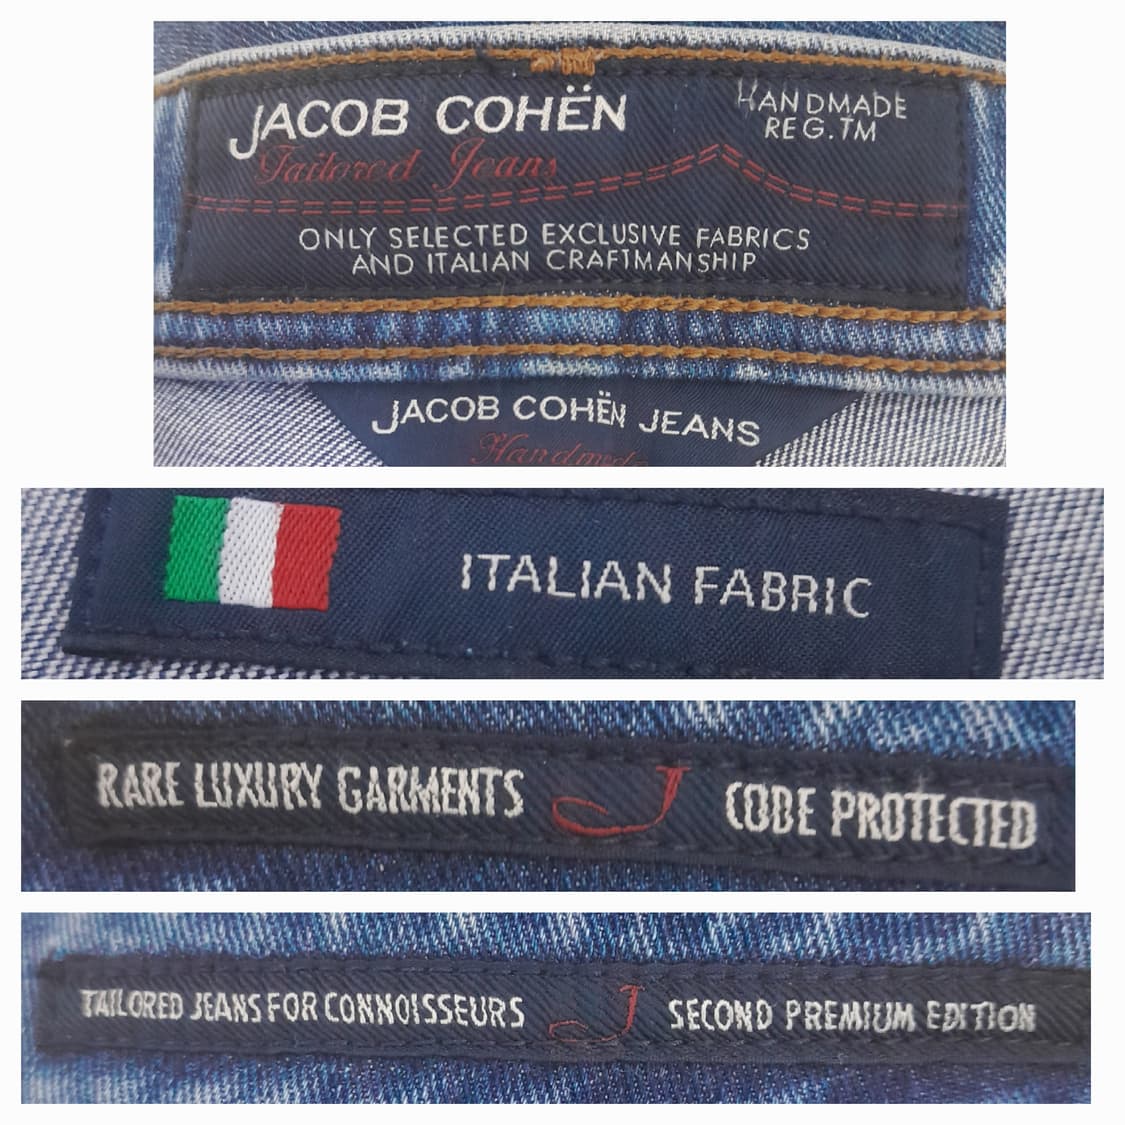 JACOB COHËN
HANDMADE
REG.TM
Tailored Jeans
ONLY SELECTED EXCLUSIVE FABRICS
AND ITALIAN CRAFTMANSHIP
JACOB COHËN JEANS
ITALIAN FABRIC
RARE LUXURY GARMENTS J CODE PROTECTED
TAILORED JEANS FOR CONNOISSEURS J SECOND PREMIUM EDITION